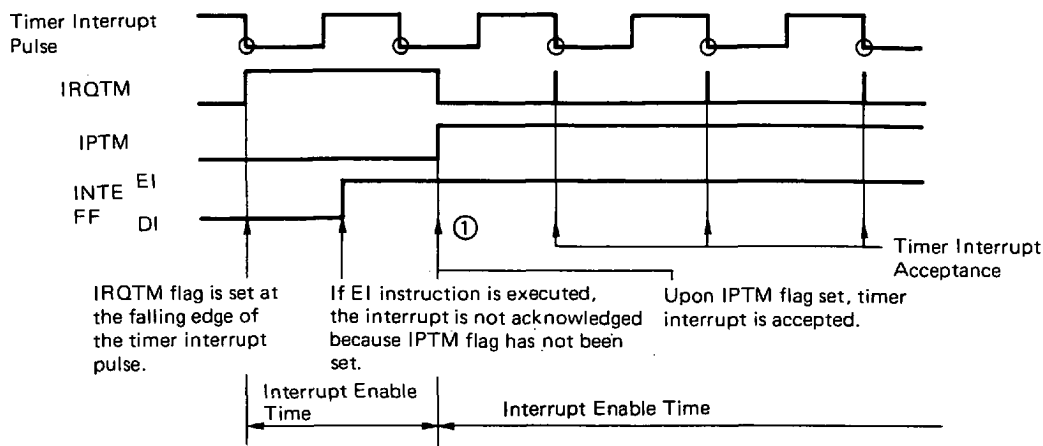 Timer Interrupt
Pulse
IRQTM
IPTM
INTE EI
FF DI
①
Timer Interrupt
Acceptance
IRQTM flag is set at
the falling edge of
the timer interrupt
pulse.
If EI instruction is executed,
the interrupt is not acknowledged
because IPTM flag has not been
set.
Upon IPTM flag set, timer
interrupt is accepted.
Interrupt Enable
Time
Interrupt Enable Time